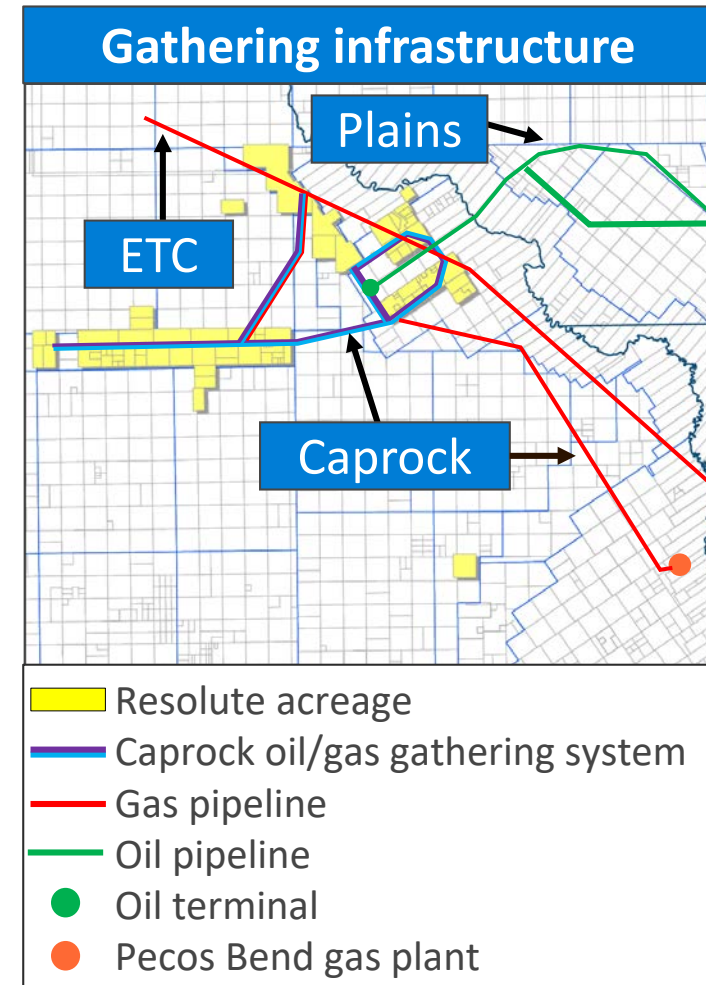 Gathering infrastructure
Plains
ETC
Caprock
Resolute acreage
Caprock oil/gas gathering system
Gas pipeline
Oil pipeline
Oil terminal
Pecos Bend gas plant